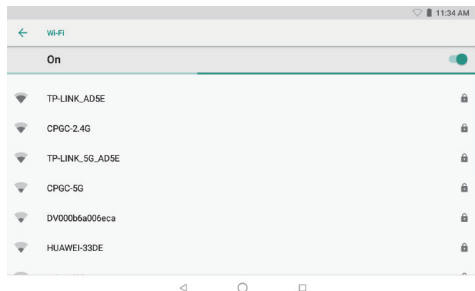 11:34 AM
Wi-Fi
On
TP-LINK_AD5E
CPGC-2.4G
TP-LINK_5G_AD5E
CPGC-5G
DV000b6a006eca
HUAWEI-33DE